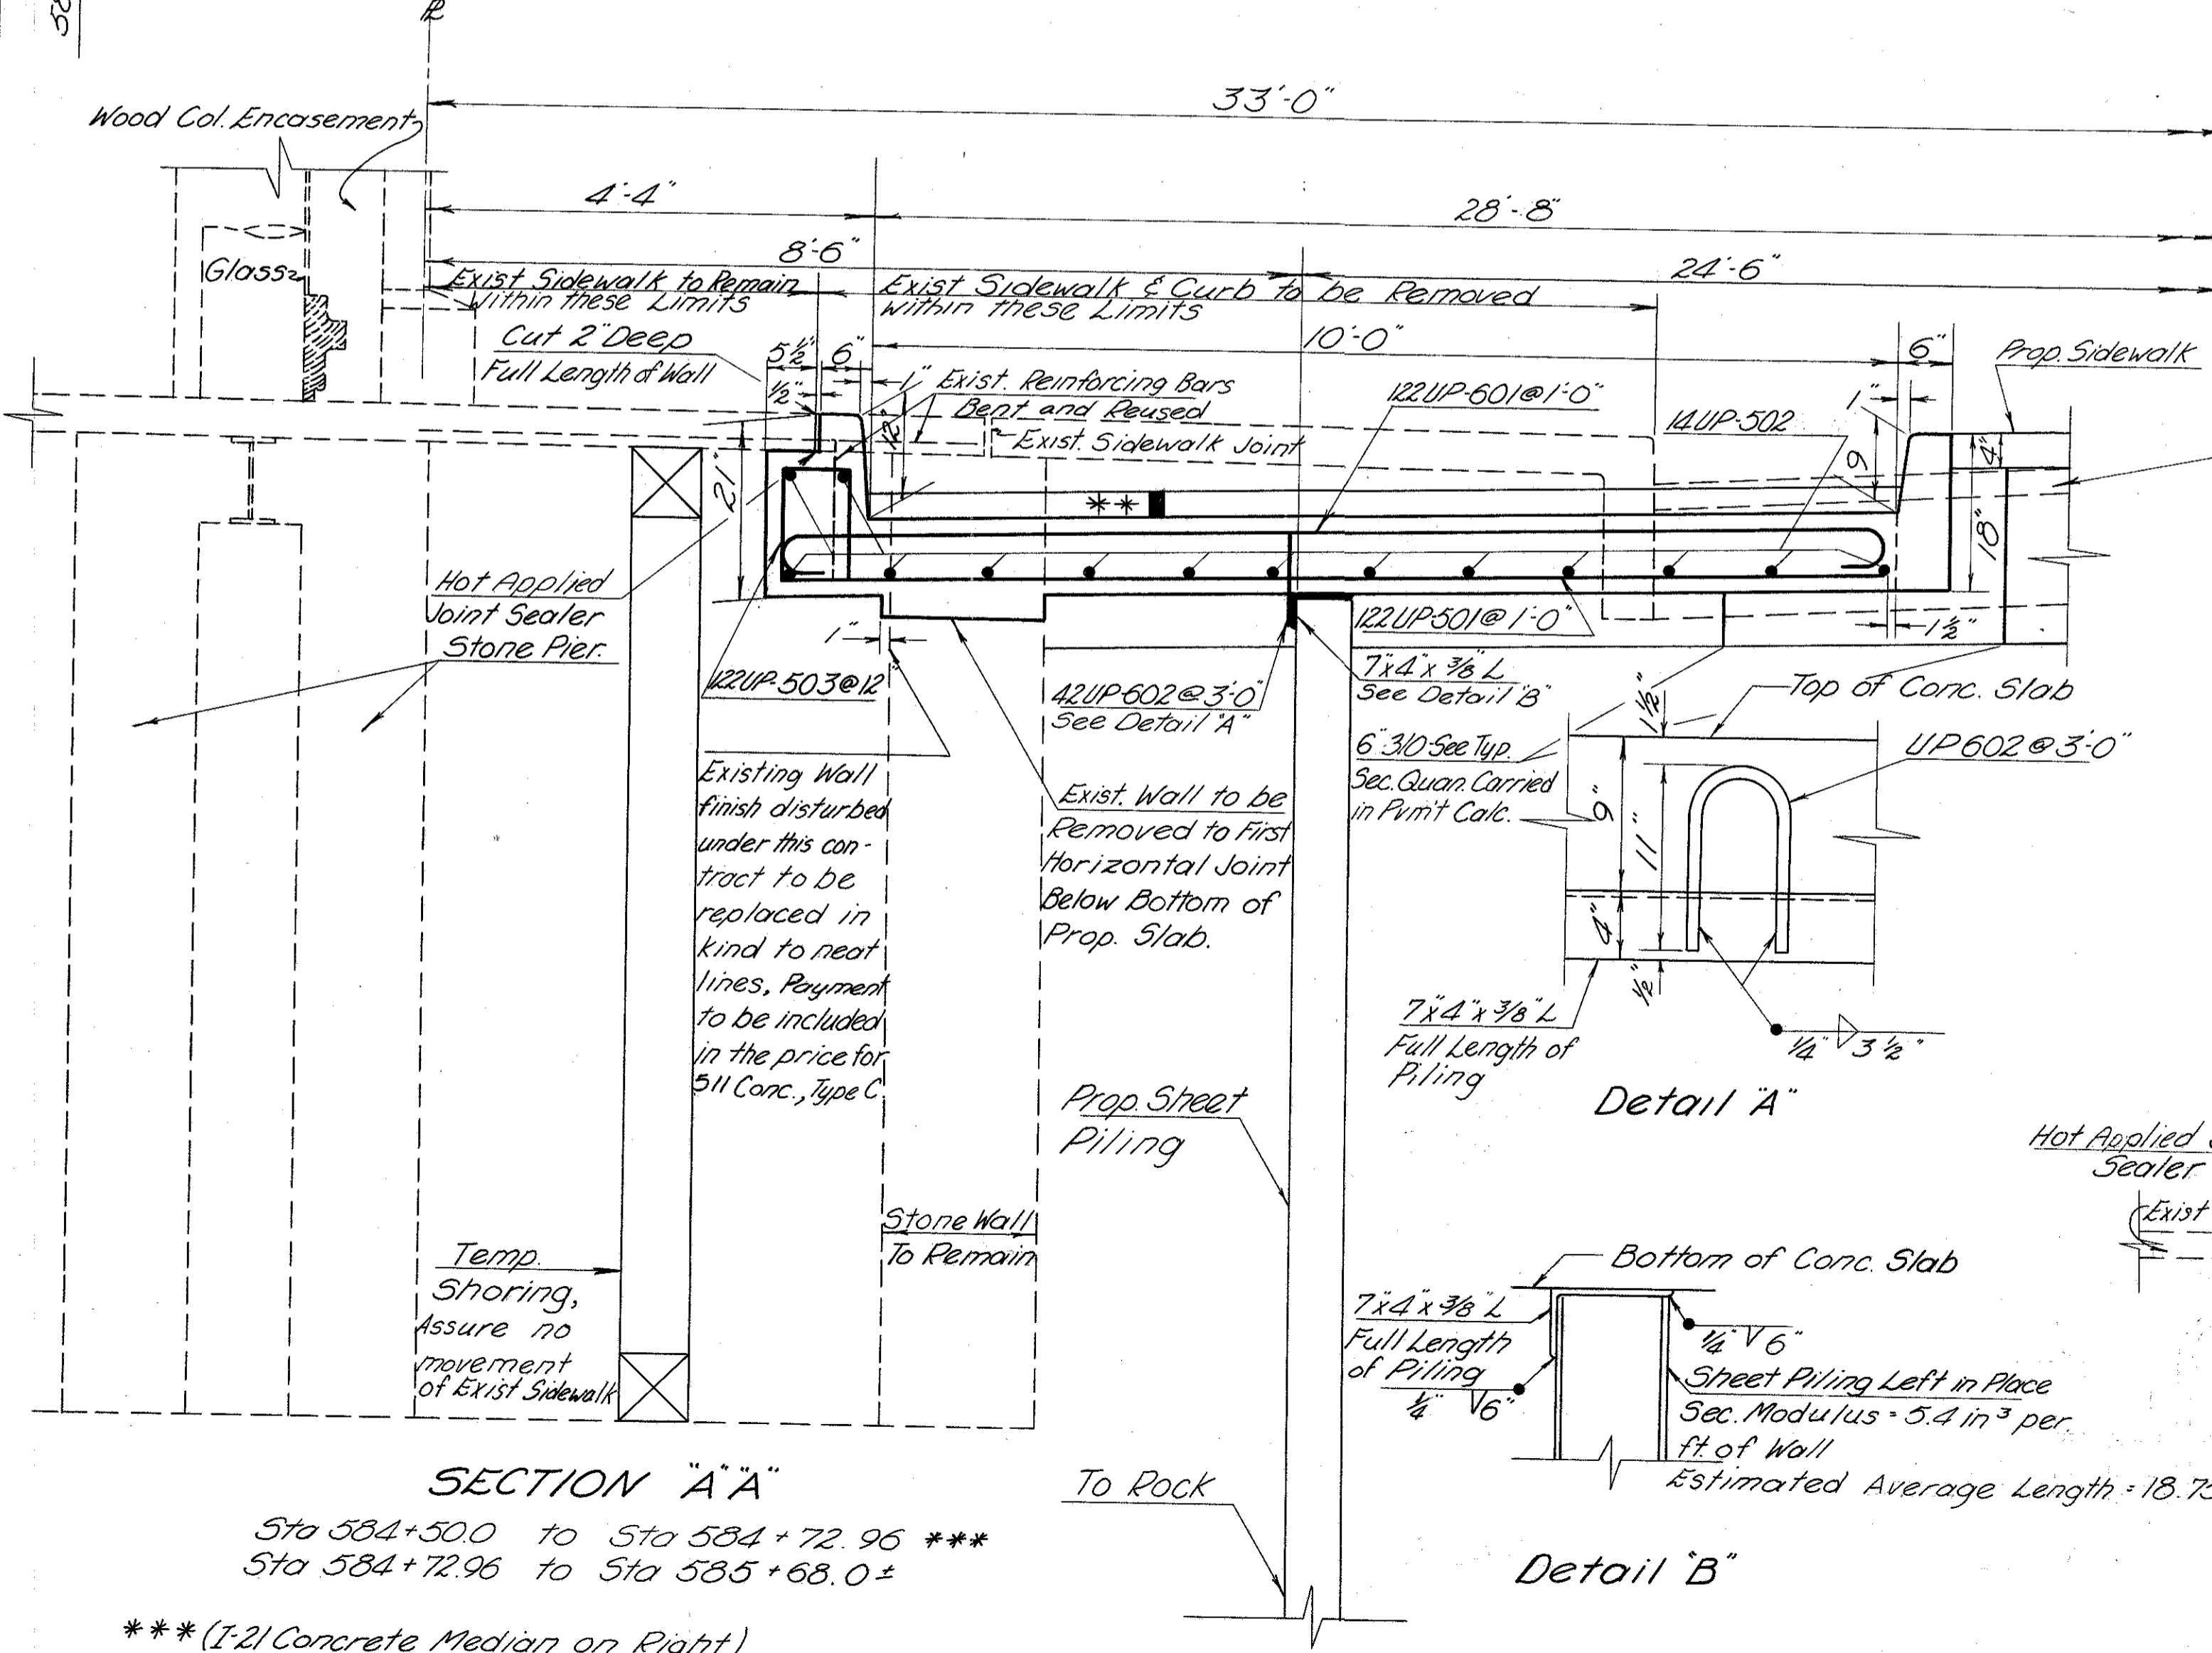 33'-0"
Wood Col. Encasement
4'-4"
28'-8"
8'-6"
24'-6"
Glass
Exist Sidewalk to Remain
Within these Limits
Exist Sidewalk & Curb to be Removed
Within these Limits
Cut 2" Deep
Full Length of Wall
5½"
6"
½"
1"
10'-0"
6"
Prop. Sidewalk
Exist. Reinforcing Bars
Bent and Reused
Exist. Sidewalk Joint
12"
122UP-601@1'-0"
14UP-502
1"
9
4"
18"
21"
**
Hot Applied
Joint Sealer
Stone Pier.
1"
122UP-503@12"
122UP-501@1'-0"
1½"
42UP-602@3'-0"
See Detail "A"
7"x4"x3/8" L
See Detail "B"
Existing Wall
finish disturbed
under this con-
tract to be
replaced in
kind to neat
lines, Payment
to be included
in the price for
511 Conc., Type C.
Exist. Wall to be
Removed to First
Horizontal Joint
Below Bottom of
Prop. Slab.
6" 310-See Typ.
Sec. Quan. Carried
in Pvm't Calc.
1½"
Top of Conc. Slab
UP602@3'-0"
9"
11"
4"
½"
7"x4"x3/8" L
Full Length of
Piling
¼" 3½"
Detail "A"
Prop. Sheet
Piling
Stone Wall
To Remain
Temp.
Shoring,
Assure no
movement
of Exist Sidewalk
Hot Applied
Sealer
Exist
Bottom of Conc. Slab
7"x4"x3/8" L
Full Length
of Piling
¼" 6"
¼" 6"
Sheet Piling Left in Place
Sec. Modulus = 5.4 in³ per.
ft. of Wall
Estimated Average Length = 18.75
Detail "B"
To Rock
SECTION "A" "A"
Sta 584+50.0 to Sta 584+72.96 ***
Sta 584+72.96 to Sta 585+68.0±
*** (I-21 Concrete Median on Right)